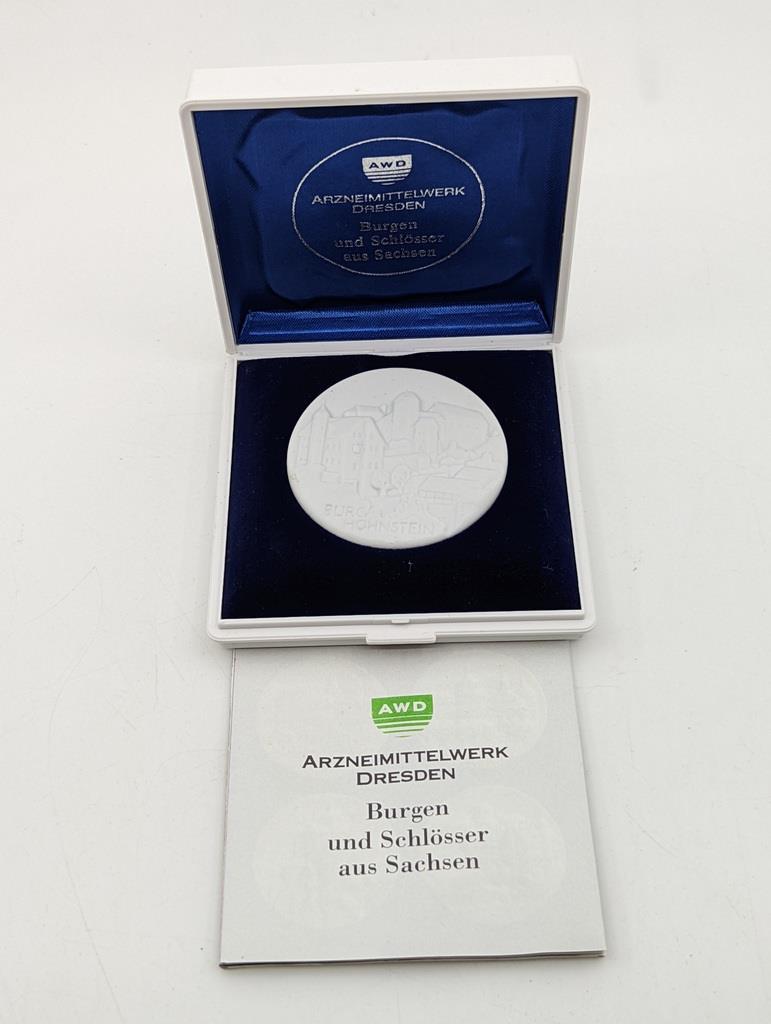 AWD
ARZNEIMITTELWERK
DRESDEN
Burgen
und Schlösser
aus Sachsen
BURG
HOHNSTEIN
AWD
ARZNEIMITTELWERK
DRESDEN
Burgen
und Schlösser
aus Sachsen